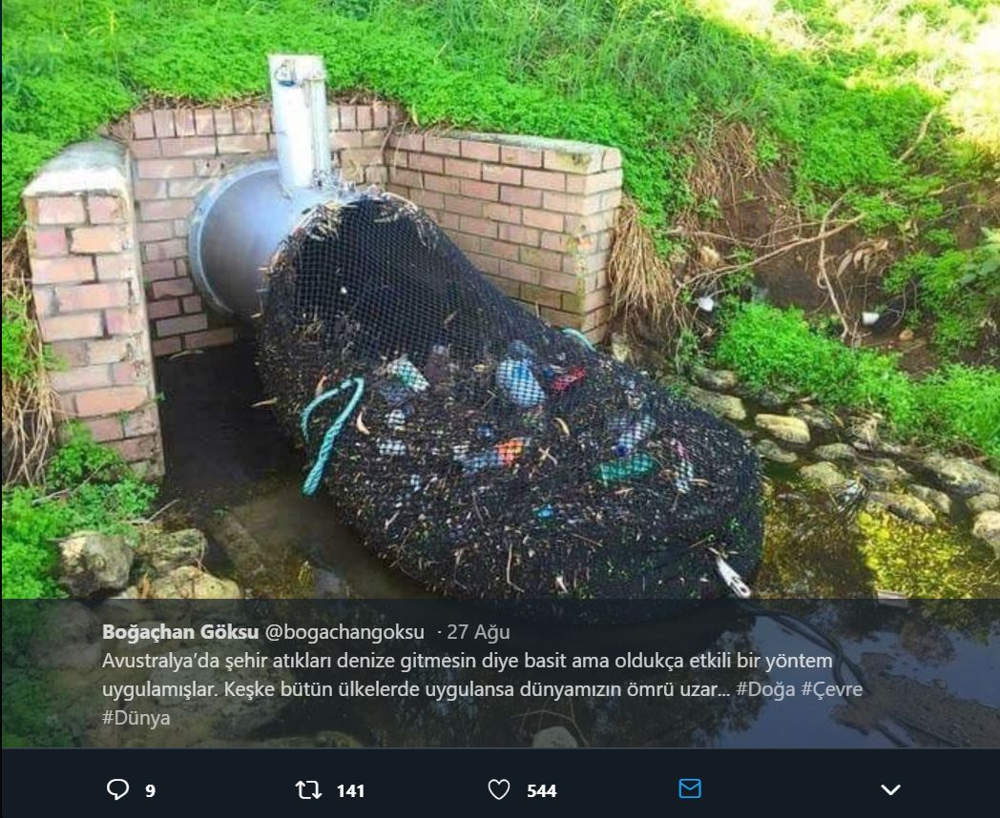 Boğaçhan Göksu @bogachangoksu · 27 Ağu
Avustralya'da şehir atıkları denize gitmesin diye basit ama oldukça etkili bir yöntem
uygulamışlar. Keşke bütün ülkelerde uygulansa dünyamızın ömrü uzar... #Doğa #Çevre
#Dünya
9 141 544